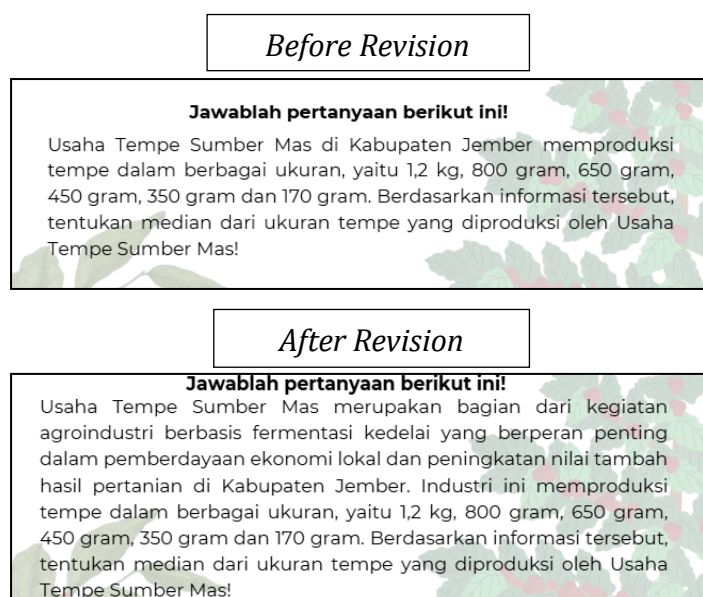 Before Revision
Jawablah pertanyaan berikut ini!
Usaha Tempe Sumber Mas di Kabupaten Jember memproduksi
tempe dalam berbagai ukuran, yaitu 1,2 kg, 800 gram, 650 gram,
450 gram, 350 gram dan 170 gram. Berdasarkan informasi tersebut,
tentukan median dari ukuran tempe yang diproduksi oleh Usaha
Tempe Sumber Mas!
After Revision
Jawablah pertanyaan berikut ini!
Usaha Tempe Sumber Mas merupakan bagian dari kegiatan
agroindustri berbasis fermentasi kedelai yang berperan penting
dalam pemberdayaan ekonomi lokal dan peningkatan nilai tambah
hasil pertanian di Kabupaten Jember. Industri ini memproduksi
tempe dalam berbagai ukuran, yaitu 1,2 kg, 800 gram, 650 gram,
450 gram, 350 gram dan 170 gram. Berdasarkan informasi tersebut,
tentukan median dari ukuran tempe yang diproduksi oleh Usaha
Tempe Sumber Mas!